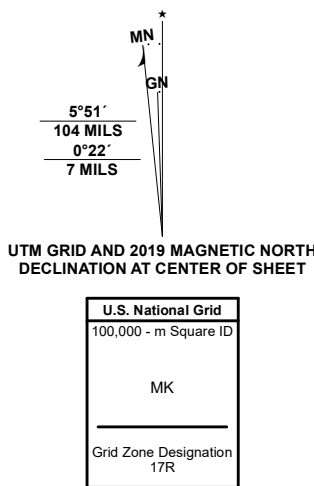 MN
GN
5°51´
104 MILS
0°22´
7 MILS
UTM GRID AND 2019 MAGNETIC NORTH
DECLINATION AT CENTER OF SHEET
U.S. National Grid
100,000 - m Square ID
MK
Grid Zone Designation
17R